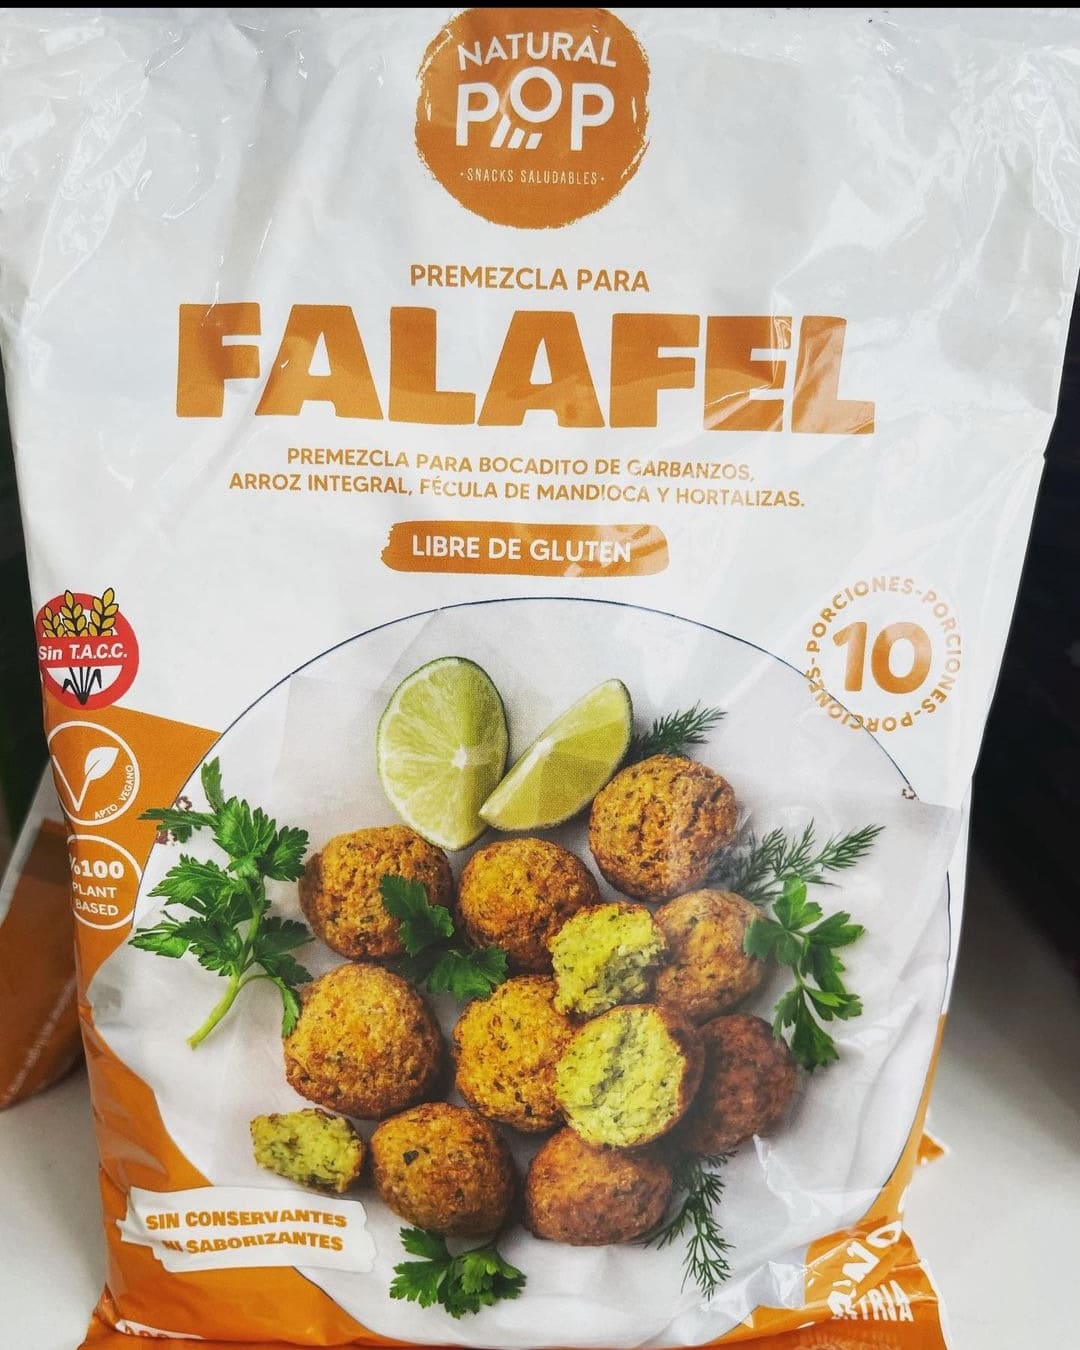 NATURAL
POP
·SNACKS SALUDABLES·
PREMEZCLA PARA
FALAFEL
PREMEZCLA PARA BOCADITO DE GARBANZOS,
ARROZ INTEGRAL, FÉCULA DE MANDIOCA Y HORTALIZAS.
LIBRE DE GLUTEN
Sin T.A.C.C.
PORCIONES-PORCIONES-PORCIONES-PORCIONES-
10
APTO VEGANO
%100
PLANT
BASED
SIN CONSERVANTES
NI SABORIZANTES